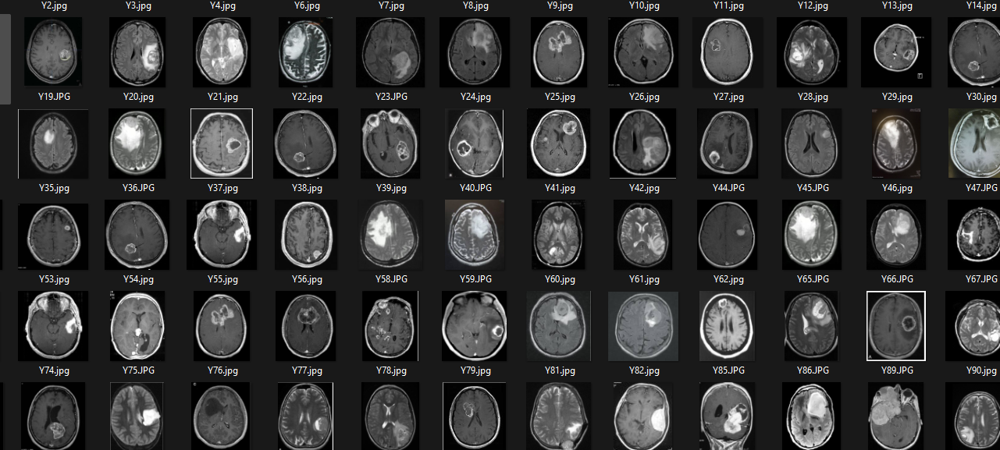 Y2.jpg Y3.jpg Y4.jpg Y6.jpg Y7.jpg Y8.jpg Y9.jpg Y10.jpg Y11.jpg Y12.jpg Y13.jpg Y14.jpg
Y19.JPG Y20.jpg Y21.jpg Y22.jpg Y23.JPG Y24.jpg Y25.jpg Y26.jpg Y27.jpg Y28.jpg Y29.jpg Y30.jpg
Y35.jpg Y36.JPG Y37.jpg Y38.jpg Y39.jpg Y40.JPG Y41.jpg Y42.jpg Y44.JPG Y45.JPG Y46.jpg Y47.JPG
Y53.jpg Y54.jpg Y55.jpg Y56.jpg Y58.JPG Y59.JPG Y60.jpg Y61.jpg Y62.jpg Y65.JPG Y66.JPG Y67.JPG
Y74.jpg Y75.JPG Y76.jpg Y77.jpg Y78.jpg Y79.jpg Y81.jpg Y82.jpg Y85.JPG Y86.JPG Y89.JPG Y90.jpg